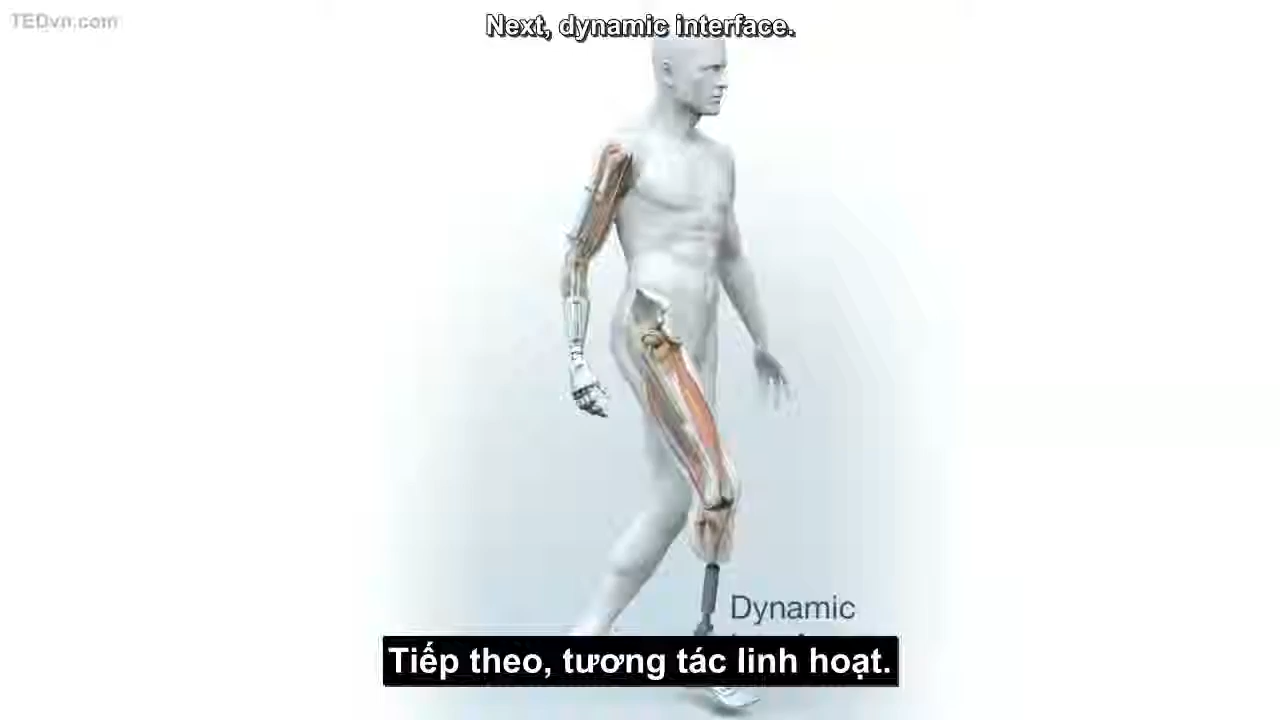 TEDvn.com
Next, dynamic interface.
Dynamic
Tiếp theo, tương tác linh hoạt.